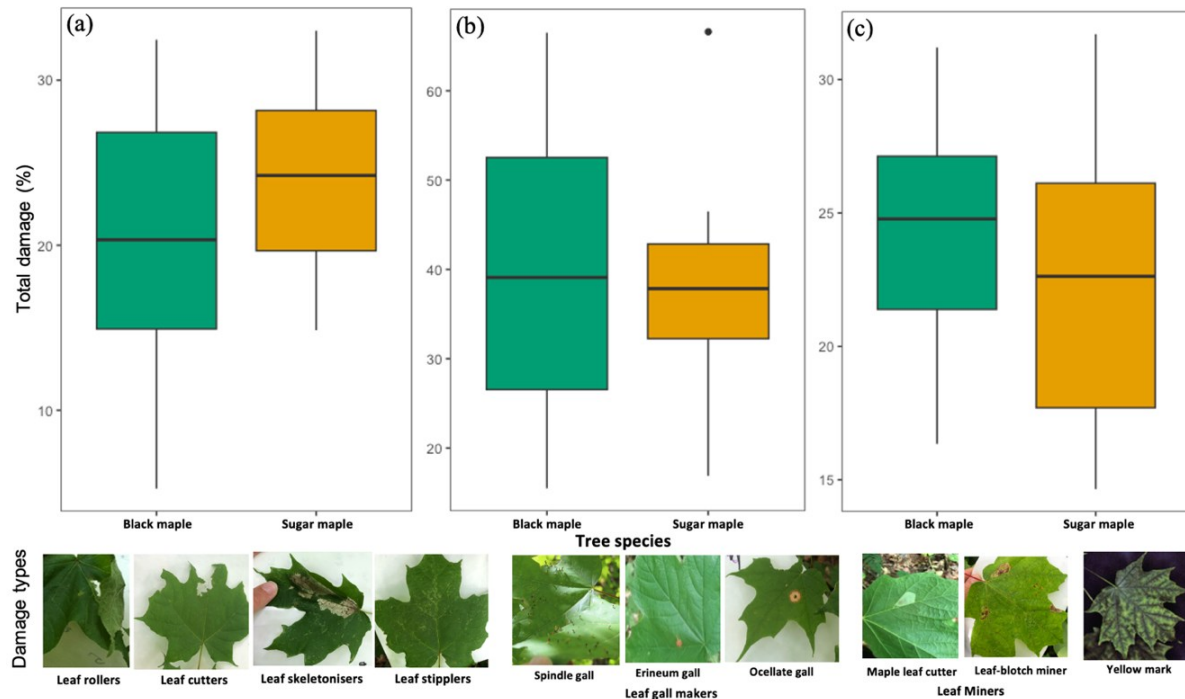 (a)
(b)
(c)
Total damage (%)
30
20
10
60
50
40
30
20
30
25
20
15
Black maple Sugar maple
Black maple Sugar maple
Black maple Sugar maple
Tree species
Damage types
Leaf rollers Leaf cutters Leaf skeletonisers Leaf stipplers
Spindle gall Erineum gall Ocellate gall
Maple leaf cutter Leaf-blotch miner Yellow mark
Leaf gall makers
Leaf Miners